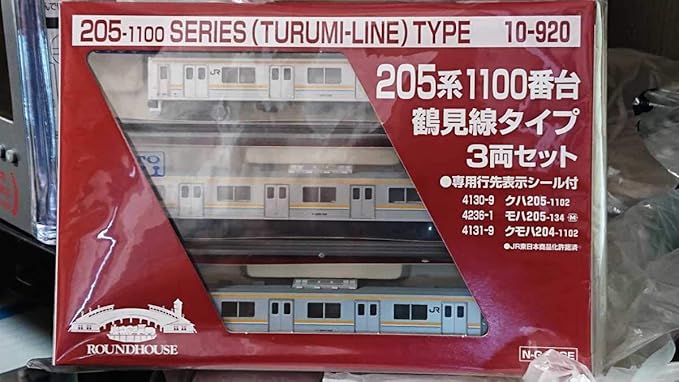 205-1100 SERIES (TURUMI-LINE) TYPE 10-920
205系1100番台
鶴見線タイプ
3両セット
●専用行先表示シール付
4130-9 クハ205-1102
4236-1 モハ205-134 M
4131-9 クモハ204-1102
●JR東日本商品化許諾済
JR
JR
ROUNDHOUSE